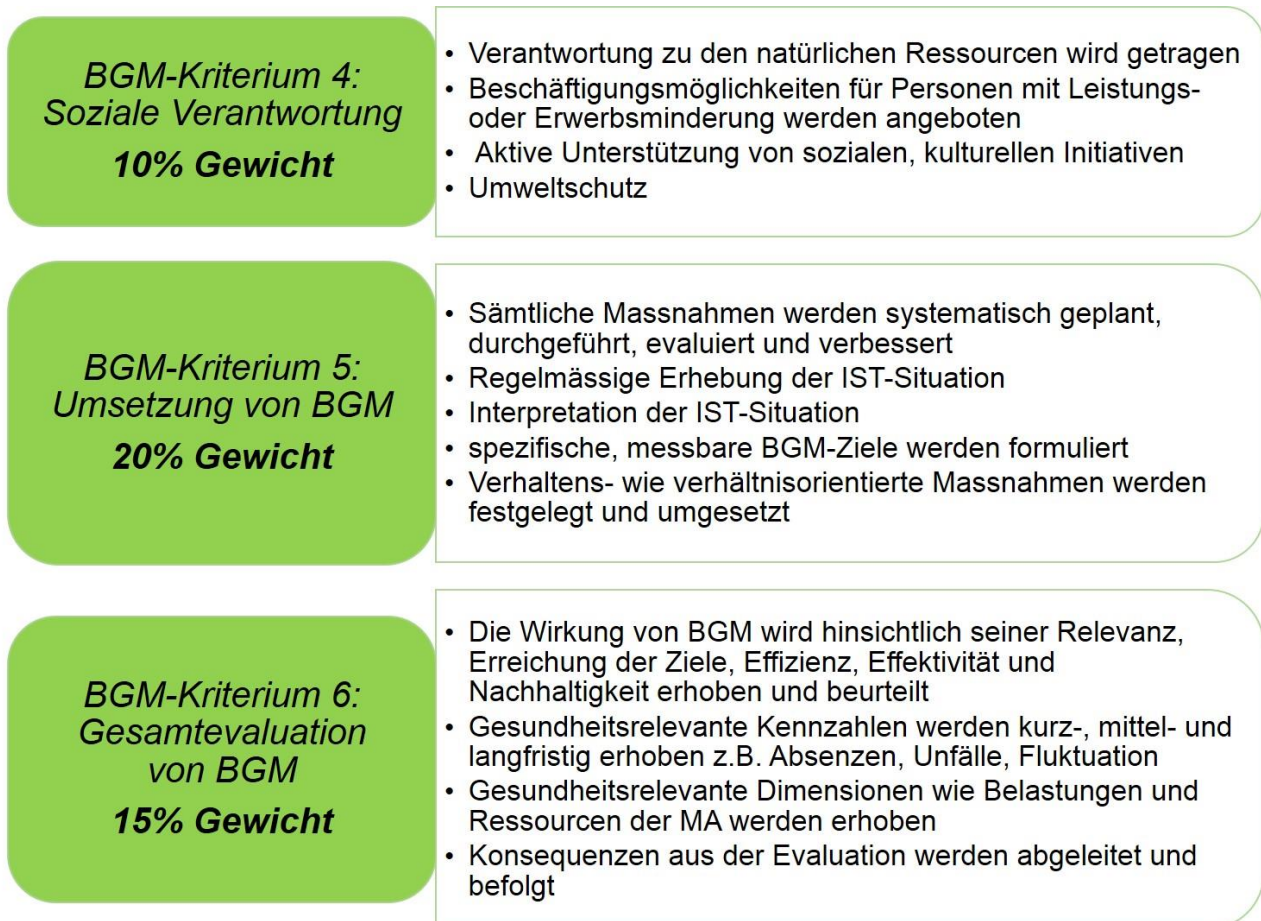 BGM-Kriterium 4:
Soziale Verantwortung
10% Gewicht
• Verantwortung zu den natürlichen Ressourcen wird getragen
• Beschäftigungsmöglichkeiten für Personen mit Leistungs-
oder Erwerbsminderung werden angeboten
• Aktive Unterstützung von sozialen, kulturellen Initiativen
• Umweltschutz
BGM-Kriterium 5:
Umsetzung von BGM
20% Gewicht
• Sämtliche Massnahmen werden systematisch geplant,
durchgeführt, evaluiert und verbessert
• Regelmässige Erhebung der IST-Situation
• Interpretation der IST-Situation
• spezifische, messbare BGM-Ziele werden formuliert
• Verhaltens- wie verhältnisorientierte Massnahmen werden
festgelegt und umgesetzt
BGM-Kriterium 6:
Gesamtevaluation
von BGM
15% Gewicht
• Die Wirkung von BGM wird hinsichtlich seiner Relevanz,
Erreichung der Ziele, Effizienz, Effektivität und
Nachhaltigkeit erhoben und beurteilt
• Gesundheitsrelevante Kennzahlen werden kurz-, mittel- und
langfristig erhoben z.B. Absenzen, Unfälle, Fluktuation
• Gesundheitsrelevante Dimensionen wie Belastungen und
Ressourcen der MA werden erhoben
• Konsequenzen aus der Evaluation werden abgeleitet und
befolgt